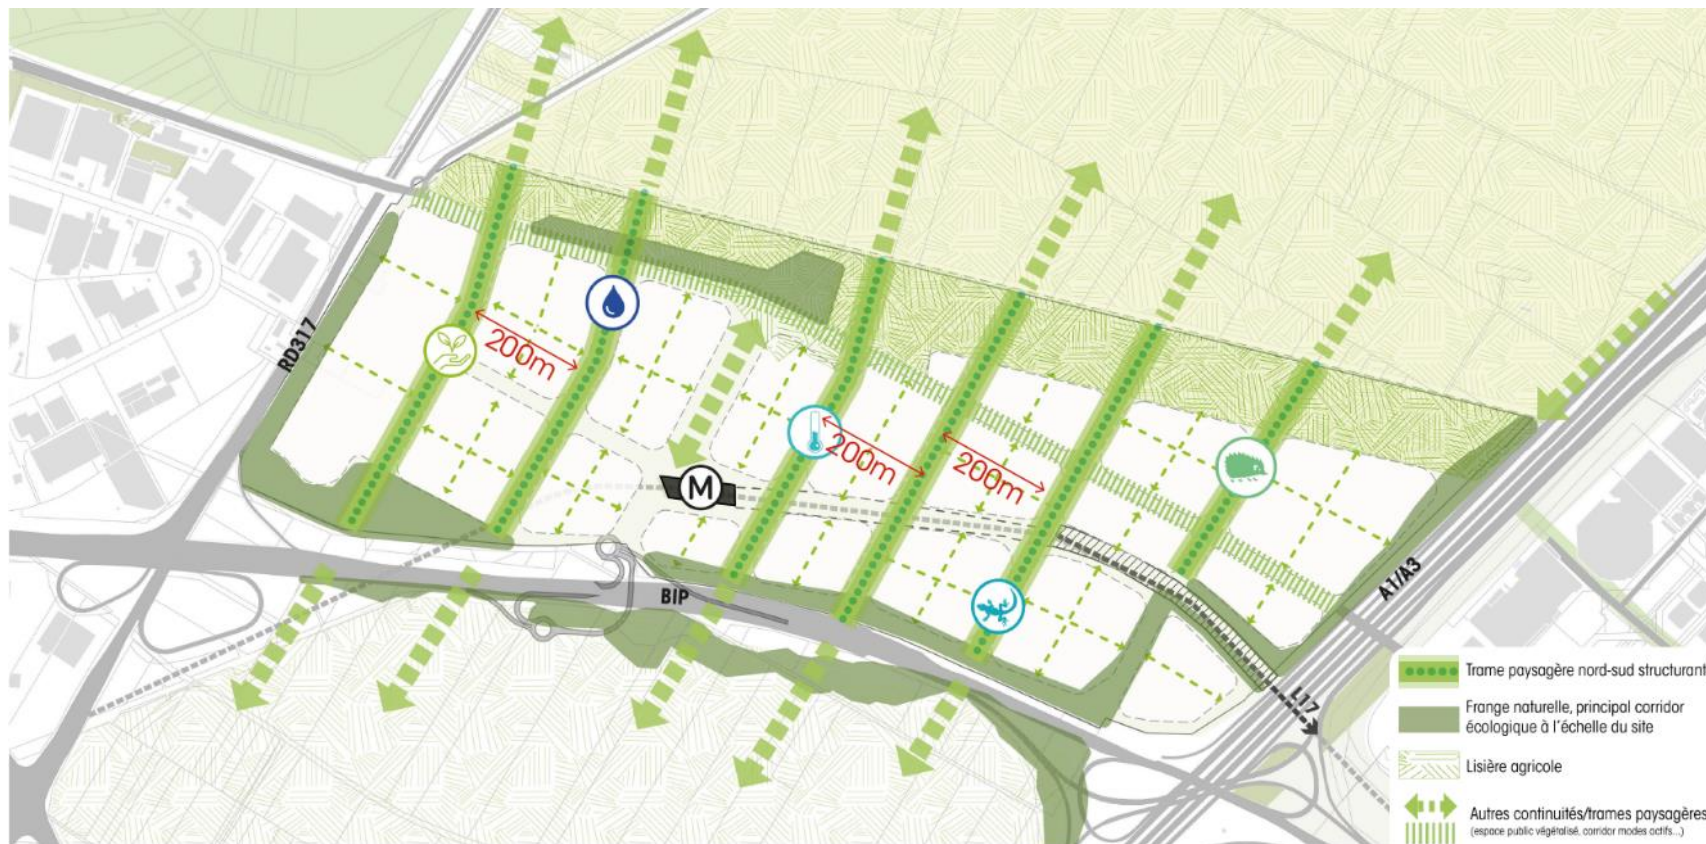 RD317
200m
200m
200m
M
BIP
A1/A3
L17
Trame paysagère nord-sud structurant
Frange naturelle, principal corridor
écologique à l'échelle du site
Lisière agricole
Autres continuités/trames paysagères
(espace public végétalisé, corridor modes actifs...)